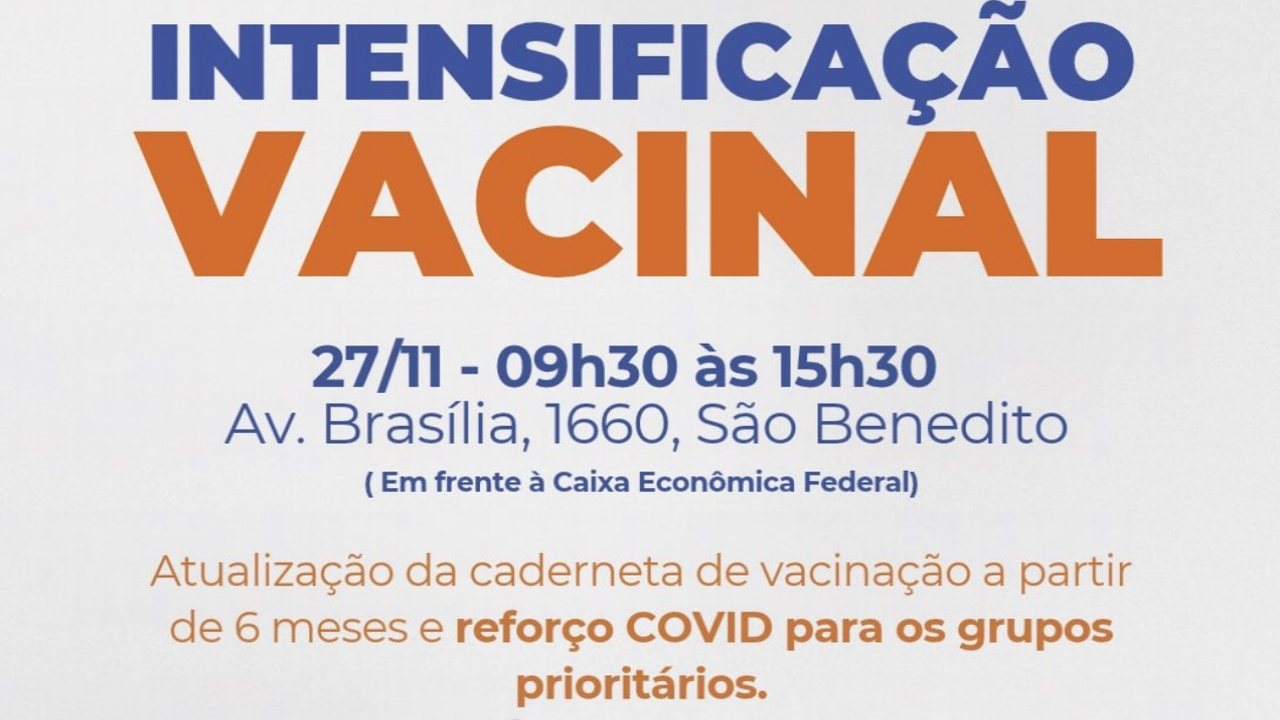 INTENSIFICAÇÃO
VACINAL
27/11 - 09h30 às 15h30
Av. Brasília, 1660, São Benedito
( Em frente à Caixa Econômica Federal)
Atualização da caderneta de vacinação a partir
de 6 meses e reforço COVID para os grupos
prioritários.